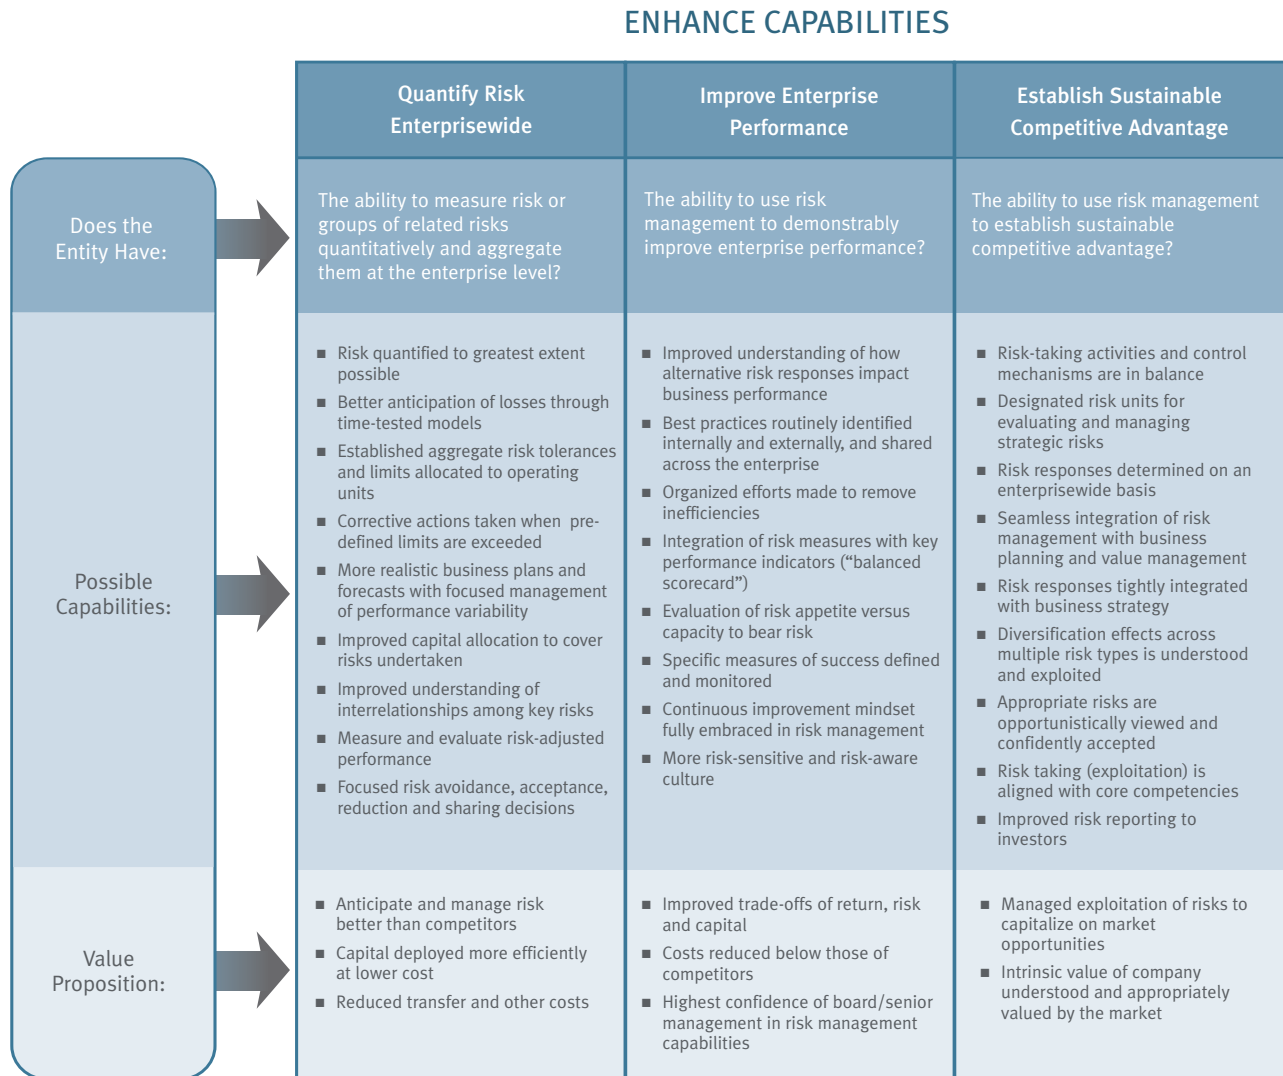 ENHANCE CAPABILITIES
Quantify Risk
Enterprisewide
Improve Enterprise
Performance
Establish Sustainable
Competitive Advantage
Does the
Entity Have:
The ability to measure risk or
groups of related risks
quantitatively and aggregate
them at the enterprise level?
The ability to use risk
management to demonstrably
improve enterprise performance?
The ability to use risk management
to establish sustainable
competitive advantage?
Possible
Capabilities:
■ Risk quantified to greatest extent
possible
■ Better anticipation of losses through
time-tested models
■ Established aggregate risk tolerances
and limits allocated to operating
units
■ Corrective actions taken when pre-
defined limits are exceeded
■ More realistic business plans and
forecasts with focused management
of performance variability
■ Improved capital allocation to cover
risks undertaken
■ Improved understanding of
interrelationships among key risks
■ Measure and evaluate risk-adjusted
performance
■ Focused risk avoidance, acceptance,
reduction and sharing decisions
■ Improved understanding of how
alternative risk responses impact
business performance
■ Best practices routinely identified
internally and externally, and shared
across the enterprise
■ Organized efforts made to remove
inefficiencies
■ Integration of risk measures with key
performance indicators (“balanced
scorecard”)
■ Evaluation of risk appetite versus
capacity to bear risk
■ Specific measures of success defined
and monitored
■ Continuous improvement mindset
fully embraced in risk management
■ More risk-sensitive and risk-aware
culture
■ Risk-taking activities and control
mechanisms are in balance
■ Designated risk units for
evaluating and managing
strategic risks
■ Risk responses determined on an
enterprisewide basis
■ Seamless integration of risk
management with business
planning and value management
■ Risk responses tightly integrated
with business strategy
■ Diversification effects across
multiple risk types is understood
and exploited
■ Appropriate risks are
opportunistically viewed and
confidently accepted
■ Risk taking (exploitation) is
aligned with core competencies
■ Improved risk reporting to
investors
Value
Proposition:
■ Anticipate and manage risk
better than competitors
■ Capital deployed more efficiently
at lower cost
■ Reduced transfer and other costs
■ Improved trade-offs of return, risk
and capital
■ Costs reduced below those of
competitors
■ Highest confidence of board/senior
management in risk management
capabilities
■ Managed exploitation of risks to
capitalize on market
opportunities
■ Intrinsic value of company
understood and appropriately
valued by the market